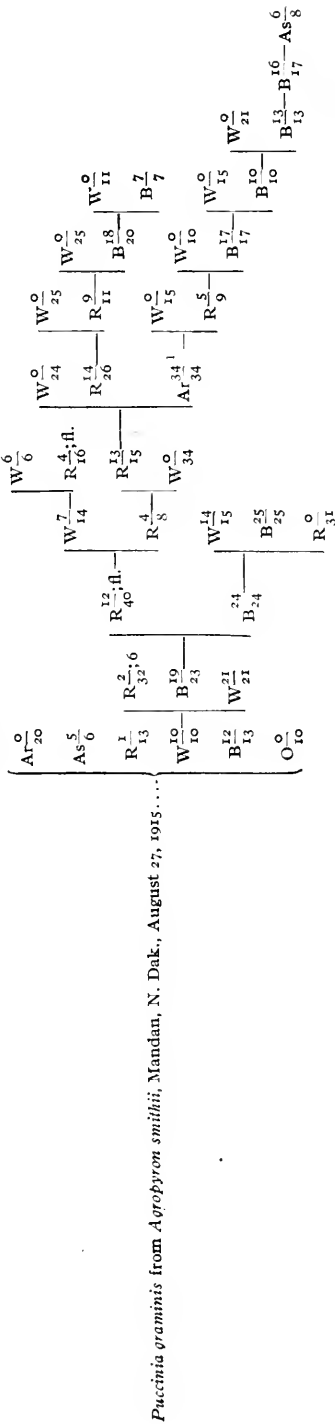 Puccinia graminis from Agropyron smithii, Mandan, N. Dak., August 27, 1915....
Ar 0/20
As 5/6
R 1/13
W 10/10
B 12/13
O 0/10
R 2/32; 6
B 19/23
W 21/21
R 12/40; fl.
B 24/24
W 7/14
R 4/8
W 14/15
B 25/25
R 0/31
W 6/6
R 4/16; fl.
R 13/15
W 0/34
W 0/24
R 14/26
Ar 34/34 1
W 0/25
R 9/11
W 0/15
R 5/9
W 0/25
B 18/20
W 0/10
B 17/17
W 0/11
B 7/7
W 0/15
B 10/10
W 0/21
B 13/13 — B 16/17 — As 6/8